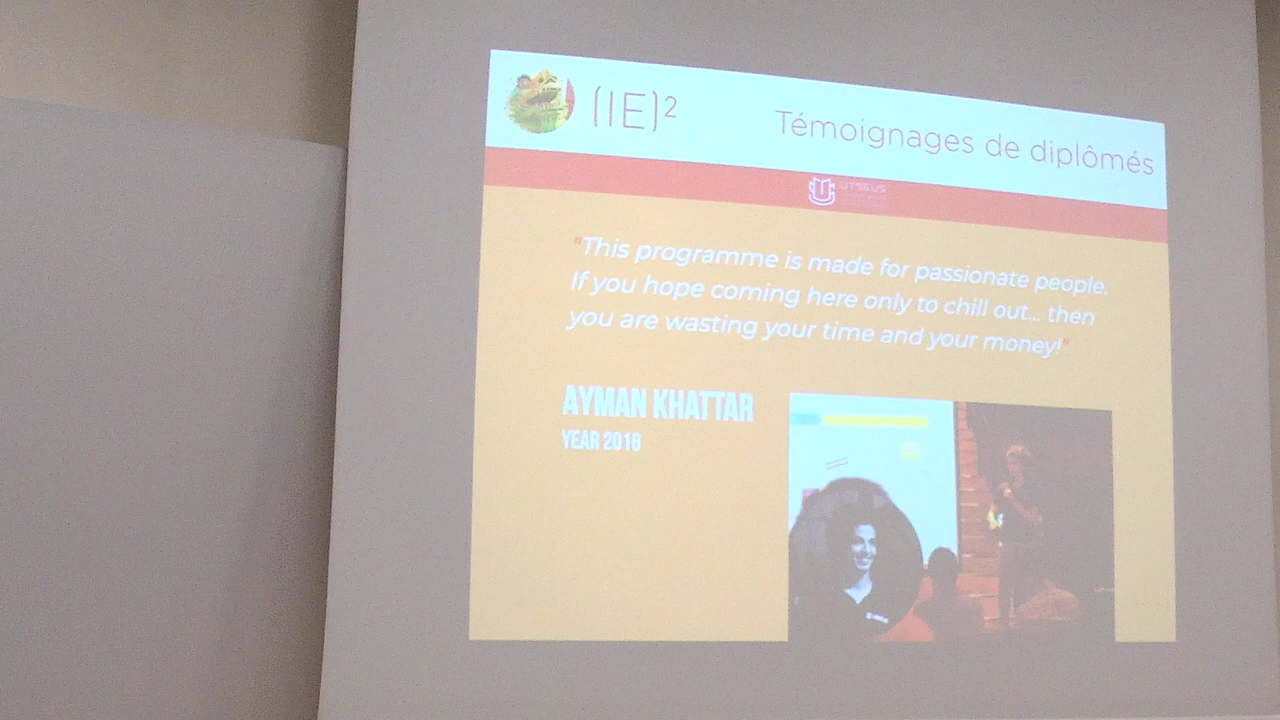 (IE)²
Témoignages de diplômés
UTSEUS
"This programme is made for passionate people.
If you hope coming here only to chill out... then
you are wasting your time and your money!"
AYMAN KHATTAR
YEAR 2016